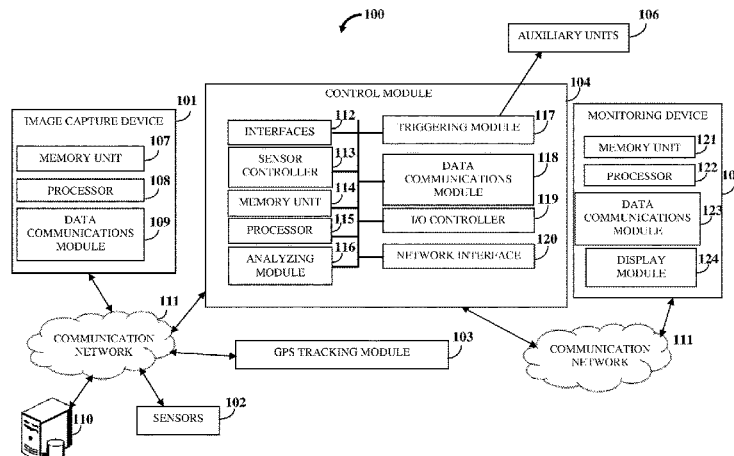 100
AUXILIARY UNITS
106
IMAGE CAPTURE DEVICE
101
MEMORY UNIT
107
PROCESSOR
108
DATA
COMMUNICATIONS
MODULE
109
CONTROL MODULE
104
INTERFACES
112
SENSOR
CONTROLLER
113
MEMORY UNIT
114
PROCESSOR
115
ANALYZING
MODULE
116
TRIGGERING MODULE
117
DATA
COMMUNICATIONS
MODULE
118
I/O CONTROLLER
119
NETWORK INTERFACE
120
MONITORING DEVICE
MEMORY UNIT
121
PROCESSOR
122
DATA
COMMUNICATIONS
MODULE
123
DISPLAY
MODULE
124
COMMUNICATION
NETWORK
111
GPS TRACKING MODULE
103
COMMUNICATION
NETWORK
111
110
SENSORS
102